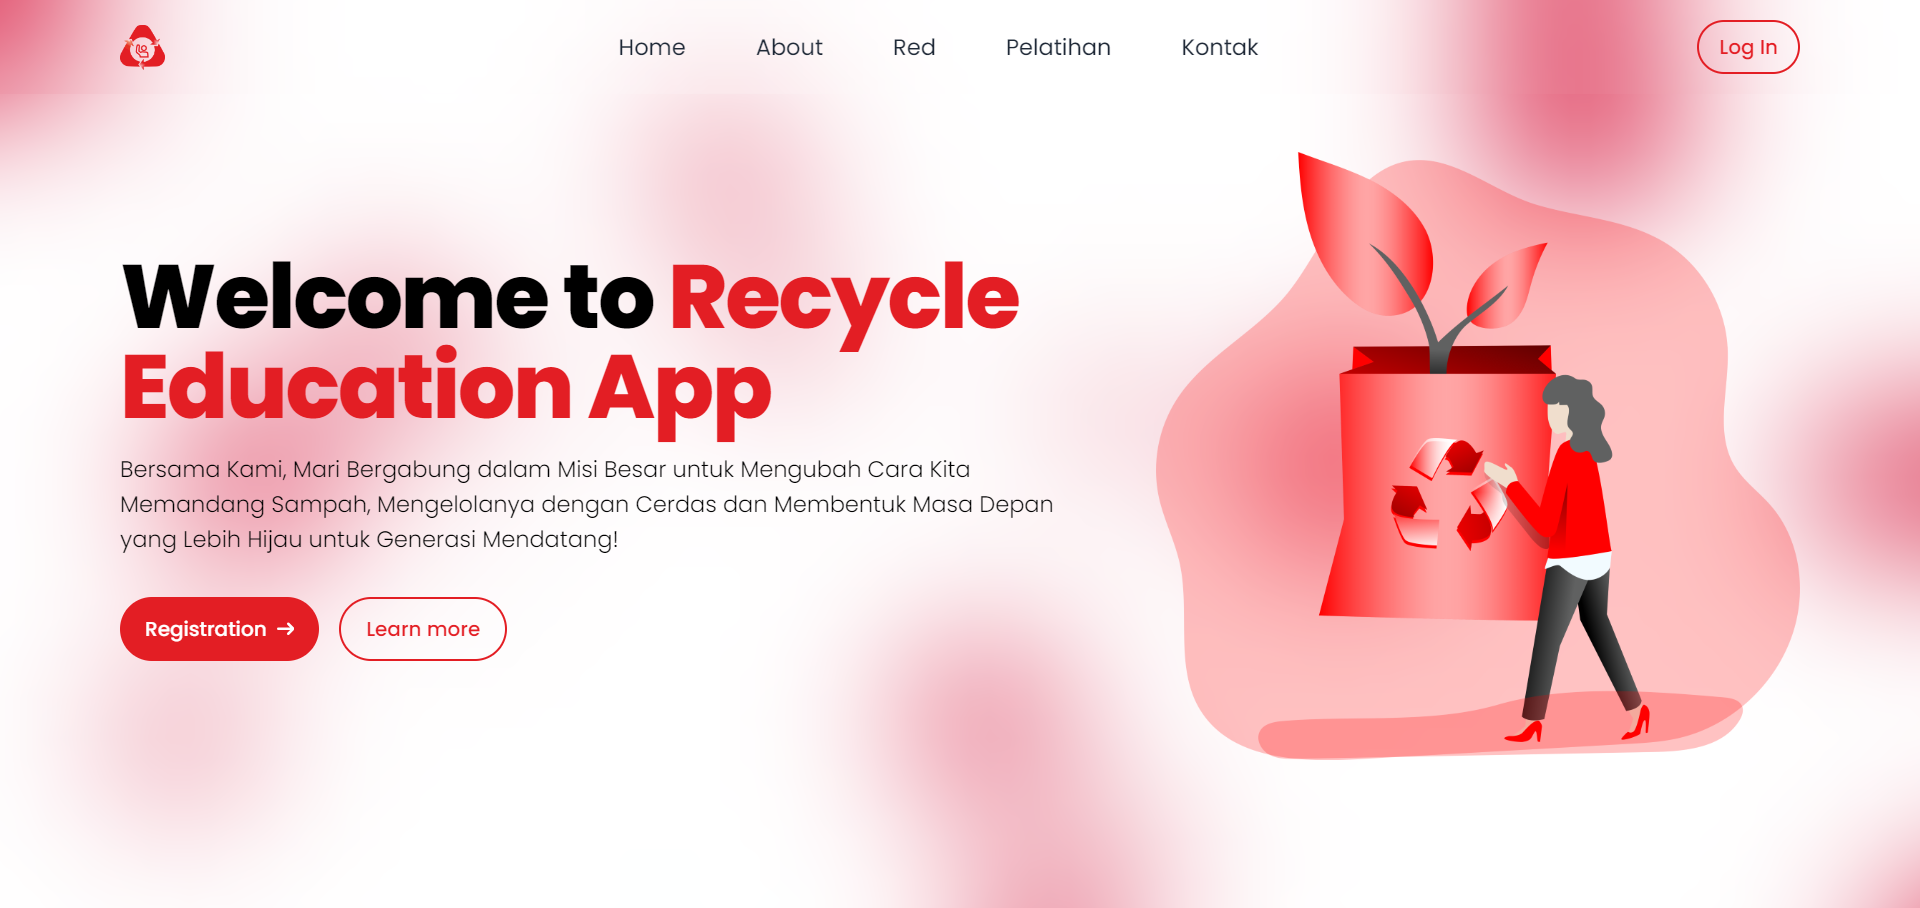 Home
About
Red
Pelatihan
Kontak
Log In
Welcome to Recycle
Education App
Bersama Kami, Mari Bergabung dalam Misi Besar untuk Mengubah Cara Kita
Memandang Sampah, Mengelolanya dengan Cerdas dan Membentuk Masa Depan
yang Lebih Hijau untuk Generasi Mendatang!
Registration →
Learn more